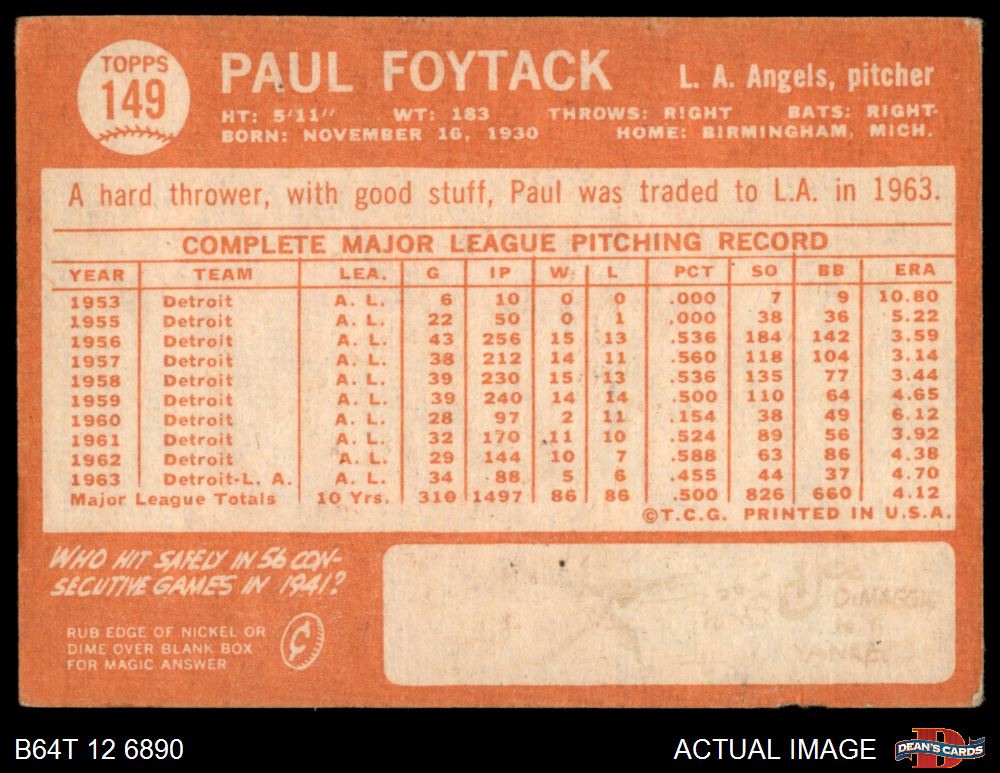 TOPPS
149
PAUL FOYTACK
L. A. Angels, pitcher
HT: 5'11" WT: 183 THROWS: RIGHT BATS: RIGHT
BORN: NOVEMBER 16, 1930 HOME: BIRMINGHAM, MICH.
A hard thrower, with good stuff, Paul was traded to L.A. in 1963.
COMPLETE MAJOR LEAGUE PITCHING RECORD
YEAR TEAM LEA. G IP W L PCT SO BB ERA
1953 Detroit A. L. 6 10 0 0 .000 7 9 10.80
1955 Detroit A. L. 22 50 0 1 .000 38 36 5.22
1956 Detroit A. L. 43 256 15 13 .536 184 142 3.59
1957 Detroit A. L. 38 212 14 11 .560 118 104 3.14
1958 Detroit A. L. 39 230 15 13 .536 135 77 3.44
1959 Detroit A. L. 39 240 14 14 .500 110 64 4.65
1960 Detroit A. L. 28 97 2 11 .154 38 49 6.12
1961 Detroit A. L. 32 170 11 10 .524 89 56 3.92
1962 Detroit A. L. 29 144 10 7 .588 63 86 4.38
1963 Detroit-L. A. A. L. 34 88 5 6 .455 44 37 4.70
Major League Totals 10 Yrs. 310 1497 86 86 .500 826 660 4.12
©T.C.G. PRINTED IN U.S.A.
WHO HIT SAFELY IN 56 CON-
SECUTIVE GAMES IN 1941?
RUB EDGE OF NICKEL OR
DIME OVER BLANK BOX
FOR MAGIC ANSWER
¢
DIMAGGIO
B64T 12 6890
ACTUAL IMAGE
DEAN'S CARDS